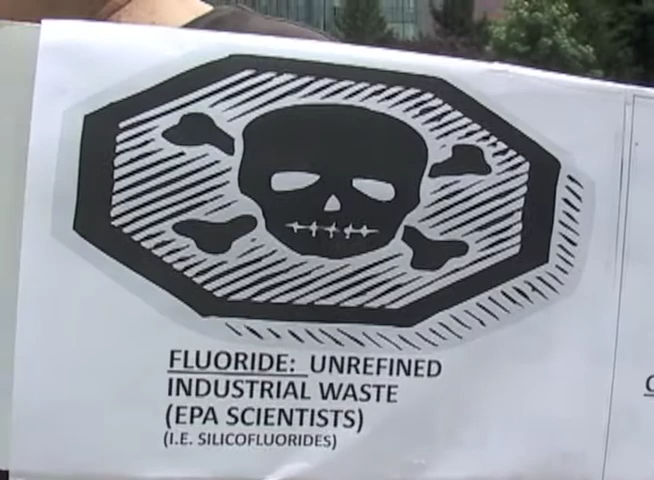 FLUORIDE: UNREFINED
INDUSTRIAL WASTE
(EPA SCIENTISTS)
(I.E. SILICOFLUORIDES)